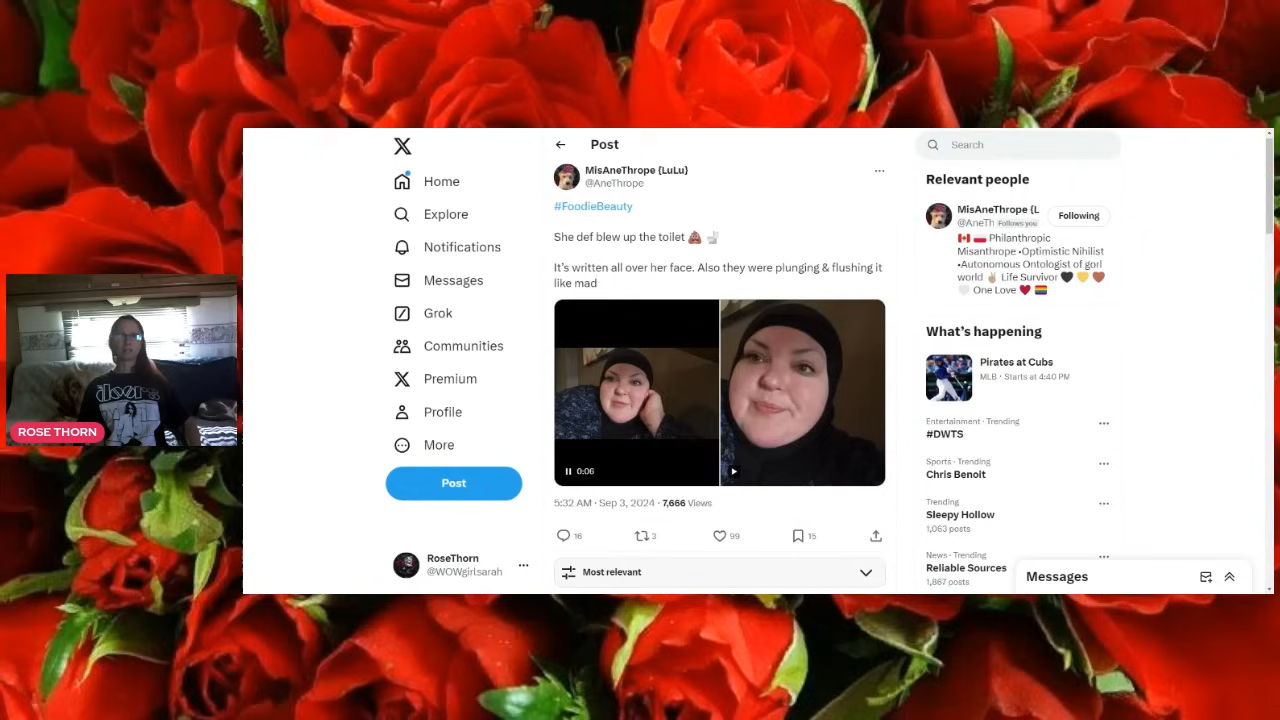 Home
Explore
Notifications
Messages
Grok
Communities
Premium
Profile
More
Post
RoseThorn
@WOWgirlsarah
Post
MisAneThrope {LuLu}
@AneThrope
#FoodieBeauty
She def blew up the toilet 💩 🚽
It's written all over her face. Also they were plunging & flushing it
like mad
0:06
5:32 AM · Sep 3, 2024 · 7,666 Views
16
3
99
15
Most relevant
Search
Relevant people
MisAneThrope {L
Following
@AneTh Follows you
🇨🇦 🇵🇱 Philanthropic
Misanthrope •Optimistic Nihilist
•Autonomous Ontologist of gorl
world ✌🏼 Life Survivor 🖤 💛 🤎
🤍 One Love ♥️ 🏳️‍🌈
What's happening
Pirates at Cubs
MLB · Starts at 4:40 PM
Entertainment · Trending
#DWTS
Sports · Trending
Chris Benoit
Trending
Sleepy Hollow
1,063 posts
News · Trending
Reliable Sources
1,867 posts
Messages
doors
ROSE THORN